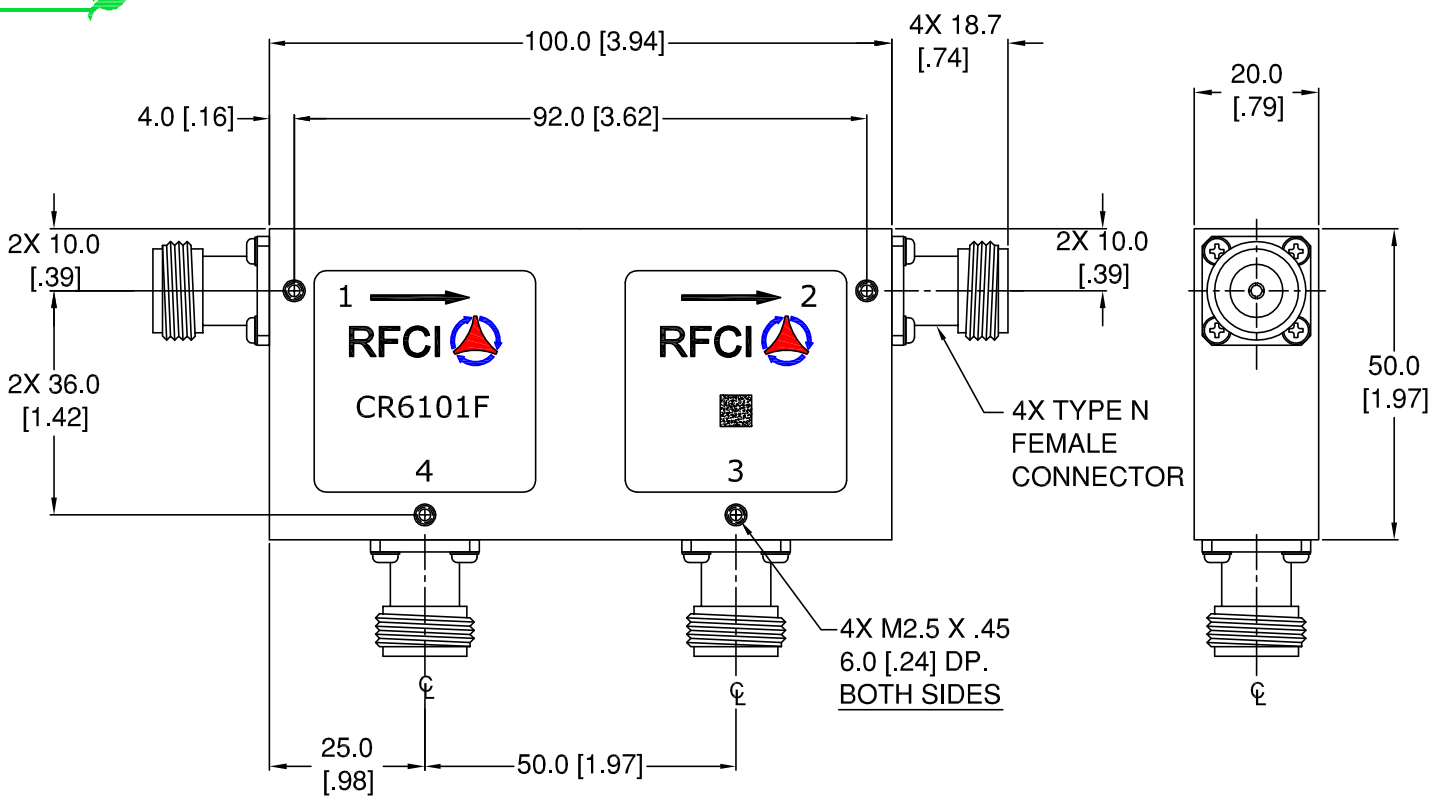 100.0 [3.94]
4X 18.7
[.74]
20.0
[.79]
4.0 [.16]
92.0 [3.62]
2X 10.0
[.39]
2X 10.0
[.39]
1
2
RFCI
RFCI
2X 36.0
[1.42]
50.0
[1.97]
CR6101F
4X TYPE N
FEMALE
CONNECTOR
4
3
4X M2.5 X .45
6.0 [.24] DP.
BOTH SIDES
℄
℄
℄
25.0
[.98]
50.0 [1.97]